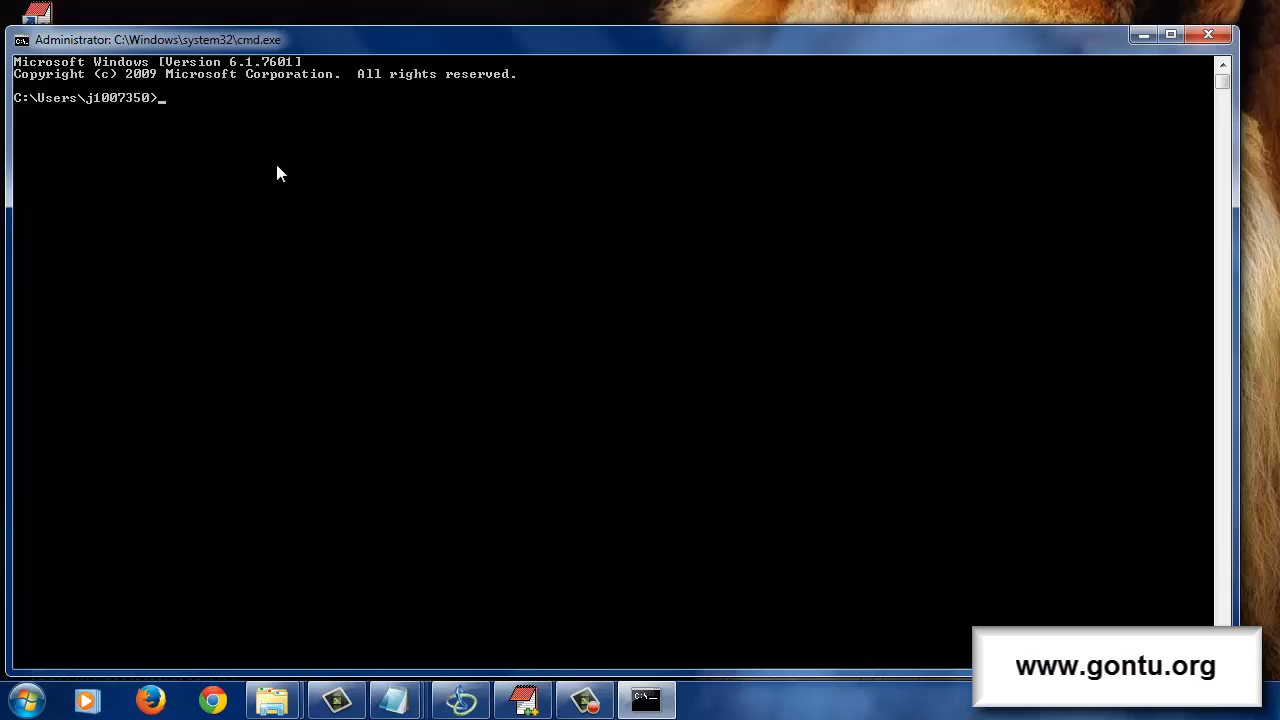 Administrator: C:\Windows\system32\cmd.exe
Microsoft Windows [Version 6.1.7601]
Copyright (c) 2009 Microsoft Corporation.  All rights reserved.
C:\Users\j1007350>_
www.gontu.org